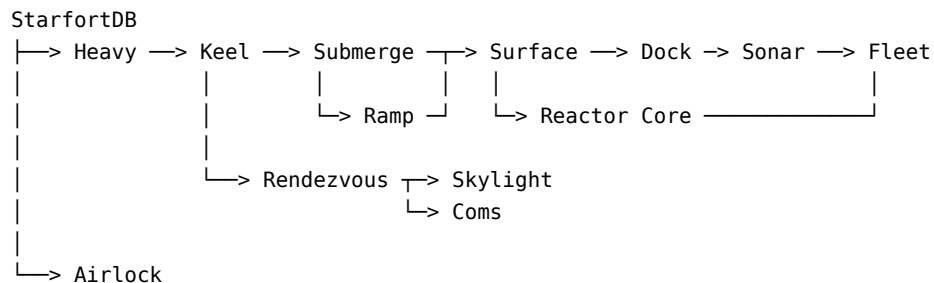 StarfortDB
Heavy Keel Submerge Surface Dock Sonar Fleet
Ramp Reactor Core
Rendezvous Skylight
Coms
Airlock